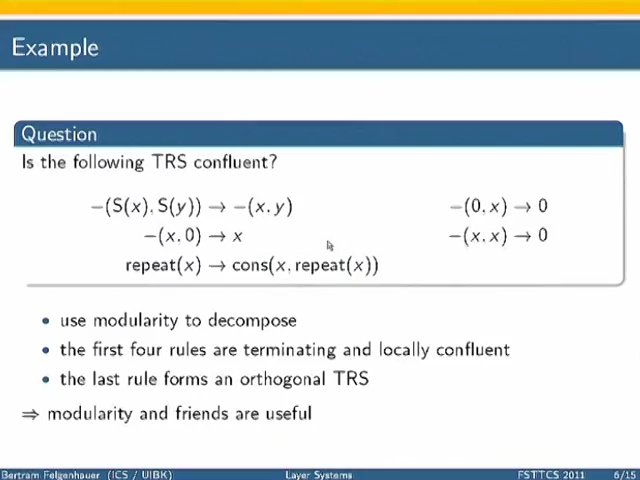 Example
Question
Is the following TRS confluent?
−(S(x), S(y)) → −(x, y) −(0, x) → 0
−(x, 0) → x −(x, x) → 0
repeat(x) → cons(x, repeat(x))
• use modularity to decompose
• the first four rules are terminating and locally confluent
• the last rule forms an orthogonal TRS
⇒ modularity and friends are useful
Bertram Felgenhauer (ICS / UIBK) Layer Systems FSTTCS 2011 6/15